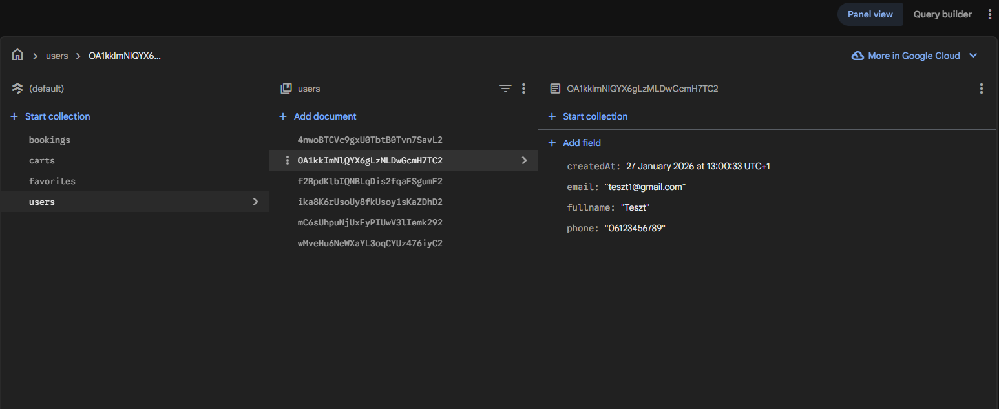 Panel view Query builder
users OA1kkImNlQYX6... More in Google Cloud
(default) users OA1kkImNlQYX6gLzMLDwGcmH7TC2
+ Start collection + Add document + Start collection
bookings
carts
favorites
users
4nwoBTCVc9gxU0TbtB0Tvn7SavL2
OA1kkImNlQYX6gLzMLDwGcmH7TC2
f2BpdKlbIQNBLqDis2fqaFSgumF2
ika8K6rUsoUy8fkUsoy1sKaZDhD2
mC6sUhpuNjUxFyPIUwV3lIemk292
wMveHu6NeWXaYL3oqCYUz476iyC2
+ Add field
createdAt: 27 January 2026 at 13:00:33 UTC+1
email: "teszt1@gmail.com"
fullname: "Teszt"
phone: "06123456789"